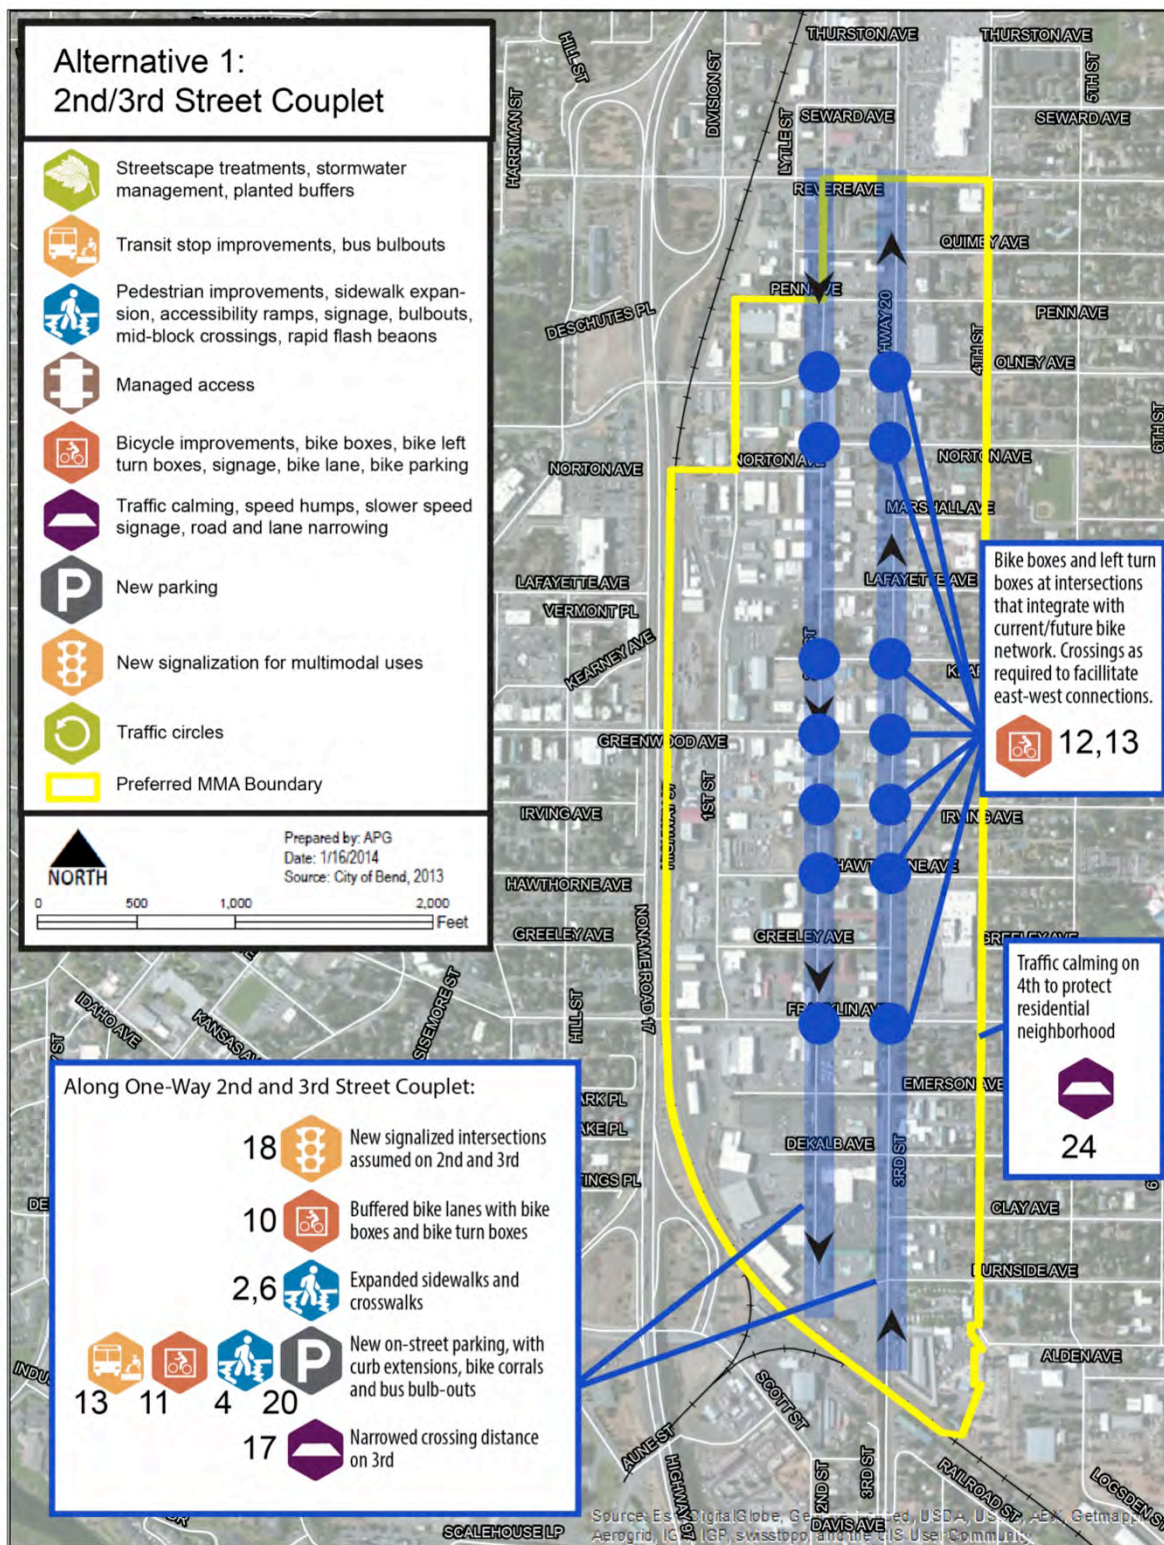 Alternative 1:
2nd/3rd Street Couplet
Streetscape treatments, stormwater
management, planted buffers
Transit stop improvements, bus bulbouts
Pedestrian improvements, sidewalk expan-
sion, accessibility ramps, signage, bulbouts,
mid-block crossings, rapid flash beaons
Managed access
Bicycle improvements, bike boxes, bike left
turn boxes, signage, bike lane, bike parking
Traffic calming, speed humps, slower speed
signage, road and lane narrowing
P
New parking
New signalization for multimodal uses
Traffic circles
Preferred MMA Boundary
NORTH
Prepared by: APG
Date: 1/16/2014
Source: City of Bend, 2013
0 500 1,000 2,000
Feet
THURSTON AVE
THURSTON AVE
HILL ST
DIVISION ST
5TH ST
HARRIMAN ST
LYTLE ST
SEWARD AVE
SEWARD AVE
REVERE AVE
QUIMBY AVE
PENN AVE
PENN AVE
DESCHUTES PL
HWAY 20
4TH ST
OLNEY AVE
6TH ST
NORTON AVE
NORTON AVE
NORTON AVE
MARSHALL AVE
LAFAYETTE AVE
LAFAYETTE AVE
VERMONT PL
KEARNEY AVE
GREENWOOD AVE
1ST ST
IRVING AVE
IRVING AVE
HAWTHORNE AVE
GREELEY AVE
GREELEY AVE
GREELEY AVE
NONAME ROAD 17
IDAHO AVE
KANSAS AV
SISEMORE ST
HILL ST
EMERSON AVE
DEKALB AVE
3RD ST
CLAY AVE
ALDEN AVE
SCOTT ST
AUNE ST
HIGHWAY 97
2ND ST
3RD ST
RAILROAD ST
LOGSDEN ST
DAVIS AVE
SCALEHOUSE LP
Bike boxes and left turn
boxes at intersections
that integrate with
current/future bike
network. Crossings as
required to facillitate
east-west connections.
12,13
Traffic calming on
4th to protect
residential
neighborhood
24
Along One-Way 2nd and 3rd Street Couplet:
18 New signalized intersections
assumed on 2nd and 3rd
10 Buffered bike lanes with bike
boxes and bike turn boxes
2,6 Expanded sidewalks and
crosswalks
P New on-street parking, with
curb extensions, bike corrals
and bus bulb-outs
13 11 4 20
17 Narrowed crossing distance
on 3rd